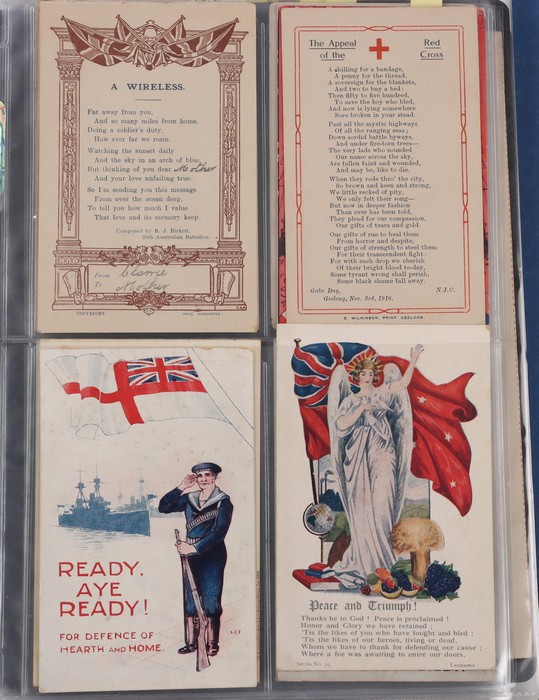 A WIRELESS.
Far away from you,
And so many miles from home,
Doing a soldier's duty,
How ever far we roam.
Watching the sunset daily
And the sky in an arch of blue,
But thinking of you dear Mother
And your love unfailing true.
So I'm sending you this message
From over the ocean deep,
To tell you how much I value
That love and its memory keep.
Composed by R. J. Bickett,
Australian Battalion.
From Clarrie
To Mother
COPYRIGHT.
The Appeal of the Red Cross
A shilling for a bandage,
A penny for the thread,
A sovereign for the blankets,
And two to buy a bed:
Then fifty to five hundred,
To save the boy who bled,
And now is lying somewhere
Sore broken in your stead.
Past all the mystic highways
Of all the ranging seas;
Down sordid battle byways,
And under fire-torn trees—
The very lads who sounded
Our name across the sky,
Are fallen faint and wounded,
And may be, like to die.
When they rode thro' the city,
So brown and keen and strong,
We little recked of pity,
We only felt their song—
But now in deeper fashion
Than ever has been told,
They plead for our compassion,
Our gifts of tears and gold.
Our gifts of rue to heal them
From horror and despite,
Our gifts of strength to steel them
For their transcendent fight:
For with each drop we cherish
Of their bright blood to-day,
Some tyrant wrong shall perish,
Some black shame fall away.
Gala Day,
Geelong, Nov. 3rd, 1916.
N.J.C.
E. WILKINSON, PRINT, GEELONG.
READY,
AYE
READY!
FOR DEFENCE OF
HEARTH AND HOME.
Peace and Triumph!
Thanks be to God! Peace is proclaimed!
Honor and Glory we have retained;
'Tis the likes of you who have fought and bled;
'Tis the likes of our heroes, living or dead,
Whom we have to thank for defending our cause;
Where a foe was awaiting to enter our doors.